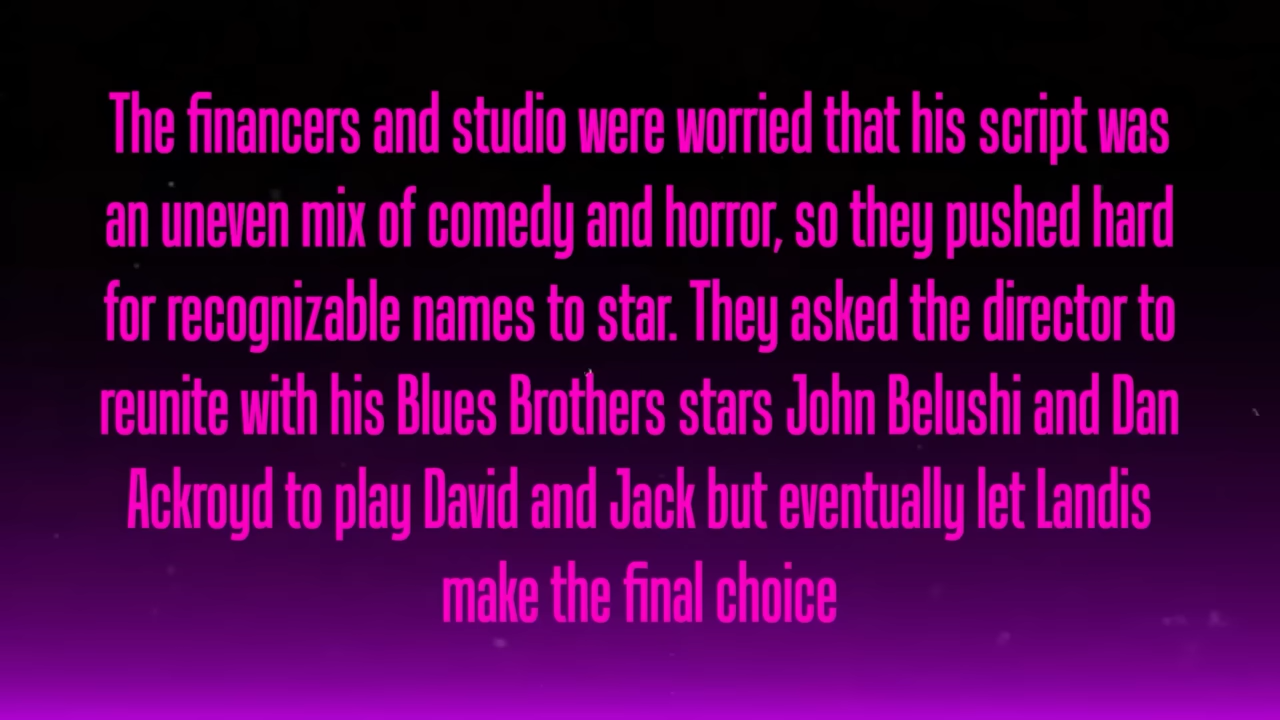 The financers and studio were worried that his script was
an uneven mix of comedy and horror, so they pushed hard
for recognizable names to star. They asked the director to
reunite with his Blues Brothers stars John Belushi and Dan
Ackroyd to play David and Jack but eventually let Landis
make the final choice